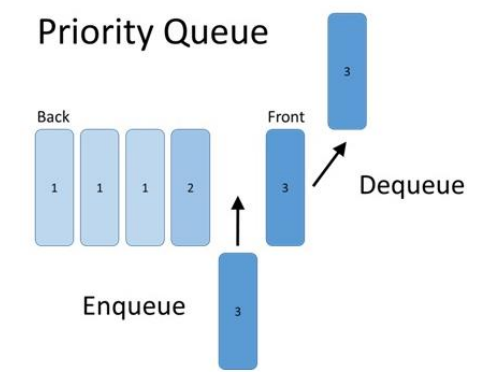 Priority Queue
3
Back
Front
1 1 1 2 3
Dequeue
Enqueue
3